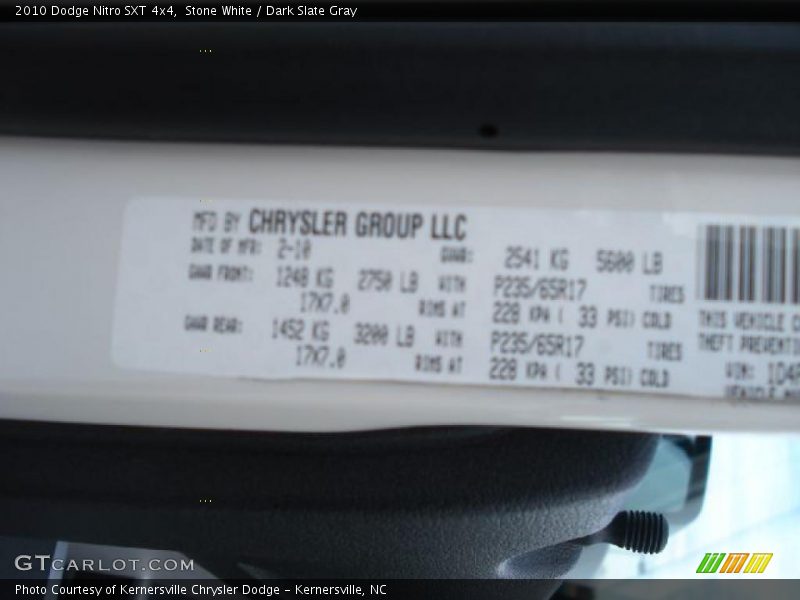 2010 Dodge Nitro SXT 4x4, Stone White / Dark Slate Gray
MFD BY CHRYSLER GROUP LLC
DATE OF MFR: 2-10 GVWR: 2541 KG 5600 LB
GAWR FRONT: 1248 KG 2750 LB WITH P235/65R17 TIRES
17X7.0 RIMS AT 228 KPA ( 33 PSI) COLD
GAWR REAR: 1452 KG 3200 LB WITH P235/65R17 TIRES
17X7.0 RIMS AT 228 KPA ( 33 PSI) COLD
THIS VEHICLE C
THEFT PREVENTI
VIN: 1D4P
GTCARLOT.COM
Photo Courtesy of Kernersville Chrysler Dodge - Kernersville, NC